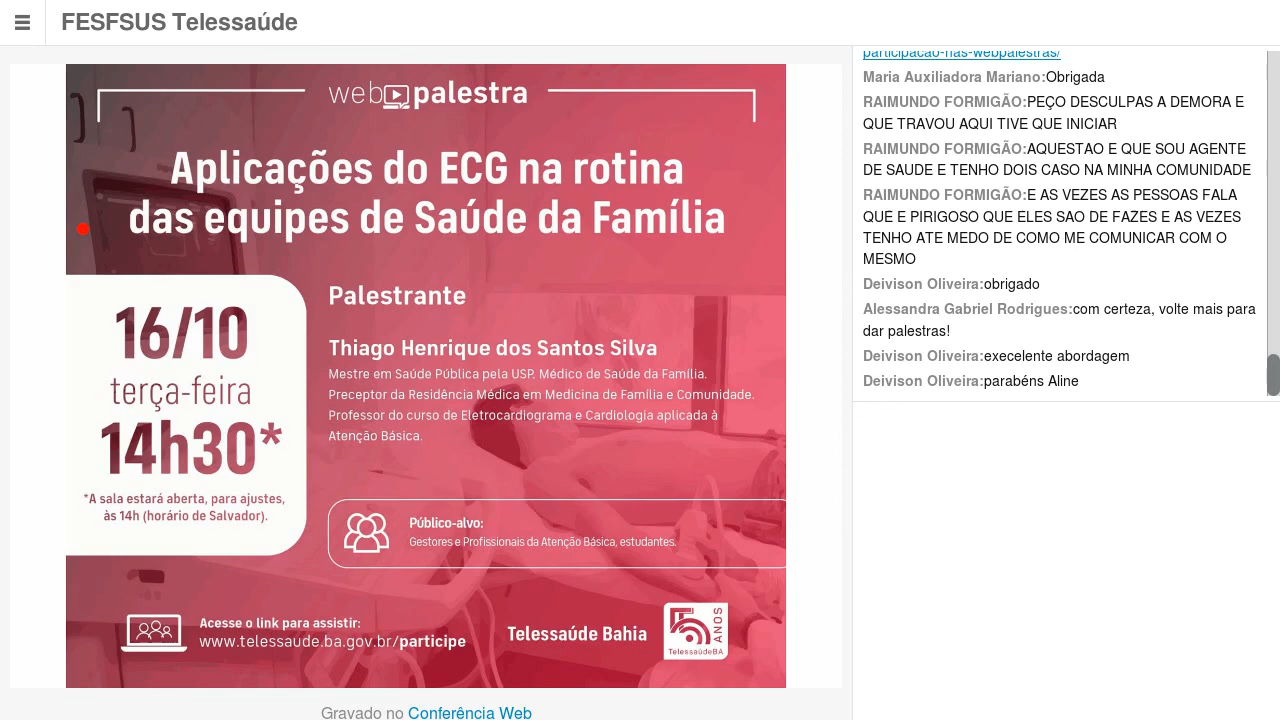 FESFSUS Telessaúde
webpalestra
Aplicações do ECG na rotina
das equipes de Saúde da Família
16/10
terça-feira
14h30*
*A sala estará aberta, para ajustes,
às 14h (horário de Salvador).
Palestrante
Thiago Henrique dos Santos Silva
Mestre em Saúde Pública pela USP. Médico de Saúde da Família.
Preceptor da Residência Médica em Medicina de Família e Comunidade.
Professor do curso de Eletrocardiograma e Cardiologia aplicada à
Atenção Básica.
Público-alvo:
Gestores e Profissionais da Atenção Básica, estudantes.
Acesse o link para assistir:
www.telessaude.ba.gov.br/participe
Telessaúde Bahia
ANOS
TelessaúdeBA
Gravado no Conferência Web
participacao-nas-webpalestras/
Maria Auxiliadora Mariano:Obrigada
RAIMUNDO FORMIGÃO:PEÇO DESCULPAS A DEMORA E
QUE TRAVOU AQUI TIVE QUE INICIAR
RAIMUNDO FORMIGÃO:AQUESTAO E QUE SOU AGENTE
DE SAUDE E TENHO DOIS CASO NA MINHA COMUNIDADE
RAIMUNDO FORMIGÃO:E AS VEZES AS PESSOAS FALA
QUE E PIRIGOSO QUE ELES SAO DE FAZES E AS VEZES
TENHO ATE MEDO DE COMO ME COMUNICAR COM O
MESMO
Deivison Oliveira:obrigado
Alessandra Gabriel Rodrigues:com certeza, volte mais para
dar palestras!
Deivison Oliveira:execelente abordagem
Deivison Oliveira:parabéns Aline